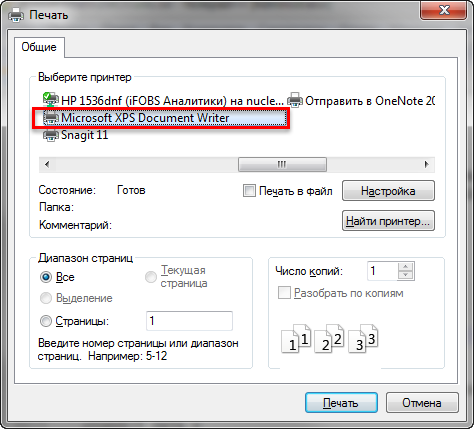 Печать
Общие
Выберите принтер
HP 1536dnf (iFOBS Аналитики) на nucle...
Отправить в OneNote 20
Microsoft XPS Document Writer
Snagit 11
Состояние: Готов
Печать в файл
Настройка
Папка:
Комментарий:
Найти принтер...
Диапазон страниц
Все
Текущая
страница
Выделение
Страницы: 1
Введите номер страницы или диапазон
страниц. Например: 5-12
Число копий: 1
Разобрать по копиям
1 1 2 2 3 3
Печать
Отмена